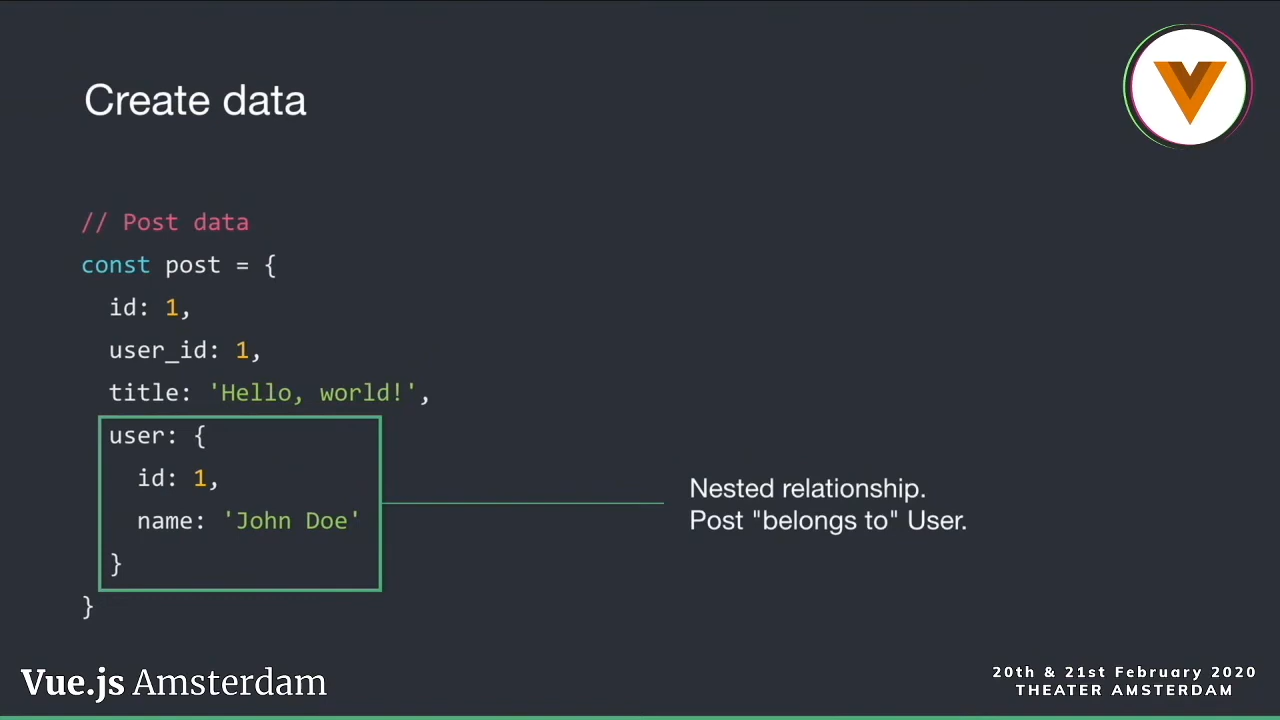 Create data
// Post data
const post = {
  id: 1,
  user_id: 1,
  title: 'Hello, world!',
  user: {
    id: 1,
    name: 'John Doe'
  }
}
Nested relationship.
Post "belongs to" User.
Vue.js Amsterdam
20th & 21st February 2020
THEATER AMSTERDAM